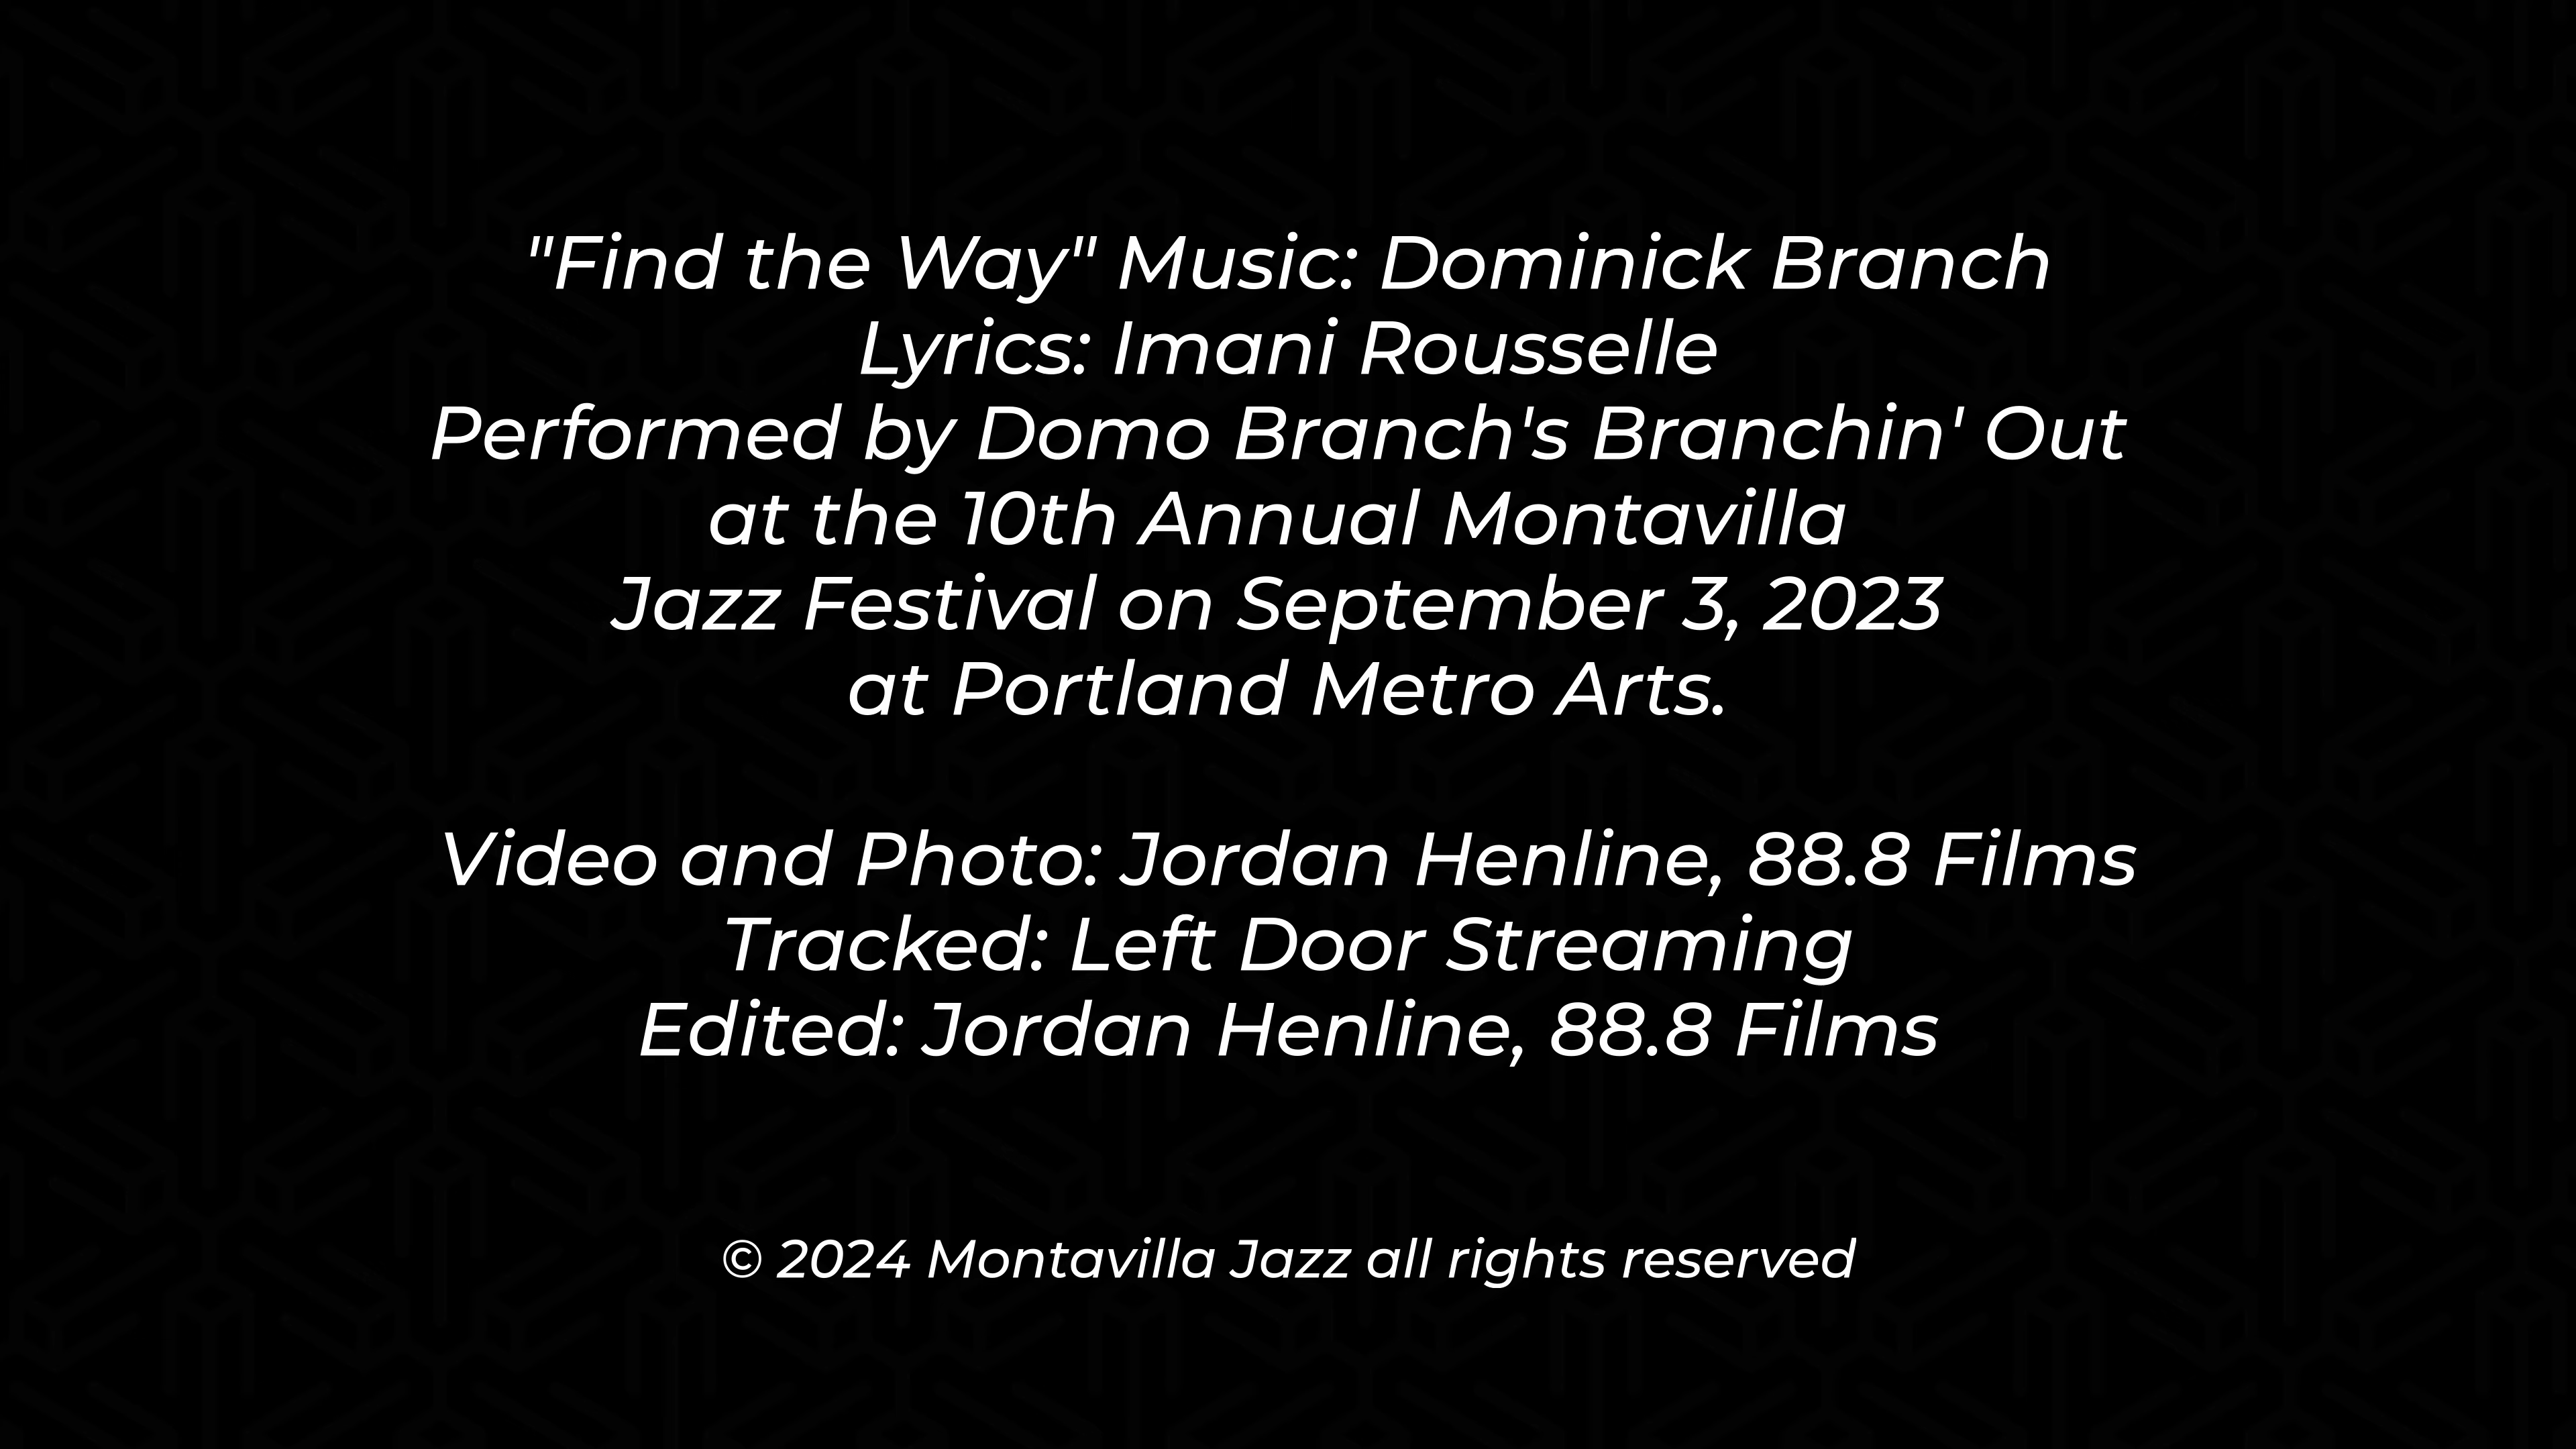 "Find the Way" Music: Dominick Branch
Lyrics: Imani Rousselle
Performed by Domo Branch's Branchin' Out
at the 10th Annual Montavilla
Jazz Festival on September 3, 2023
at Portland Metro Arts.
Video and Photo: Jordan Henline, 88.8 Films
Tracked: Left Door Streaming
Edited: Jordan Henline, 88.8 Films
© 2024 Montavilla Jazz all rights reserved